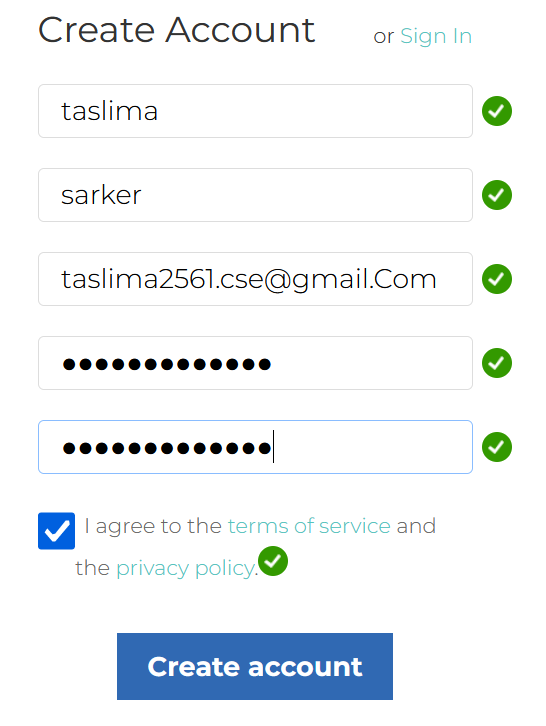 Create Account or Sign In
taslima
sarker
taslima2561.cse@gmail.Com
●●●●●●●●●●●●●
●●●●●●●●●●●●●
I agree to the terms of service and
the privacy policy.
Create account